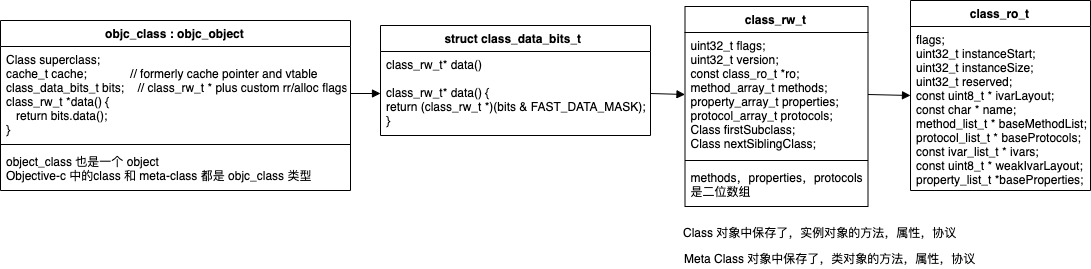 objc_class : objc_object
Class superclass;
cache_t cache; // formerly cache pointer and vtable
class_data_bits_t bits; // class_rw_t * plus custom rr/alloc flags
class_rw_t *data() {
return bits.data();
}
object_class 也是一个 object
Objective-c 中的class 和 meta-class 都是 objc_class 类型
struct class_data_bits_t
class_rw_t* data()
class_rw_t* data() {
return (class_rw_t *)(bits & FAST_DATA_MASK);
}
class_rw_t
uint32_t flags;
uint32_t version;
const class_ro_t *ro;
method_array_t methods;
property_array_t properties;
protocol_array_t protocols;
Class firstSubclass;
Class nextSiblingClass;
methods，properties，protocols
是二位数组
class_ro_t
flags;
uint32_t instanceStart;
uint32_t instanceSize;
uint32_t reserved;
const uint8_t * ivarLayout;
const char * name;
method_list_t * baseMethodList;
protocol_list_t * baseProtocols;
const ivar_list_t * ivars;
const uint8_t * weakIvarLayout;
property_list_t *baseProperties;
Class 对象中保存了，实例对象的方法，属性，协议
Meta Class 对象中保存了，类对象的方法，属性，协议